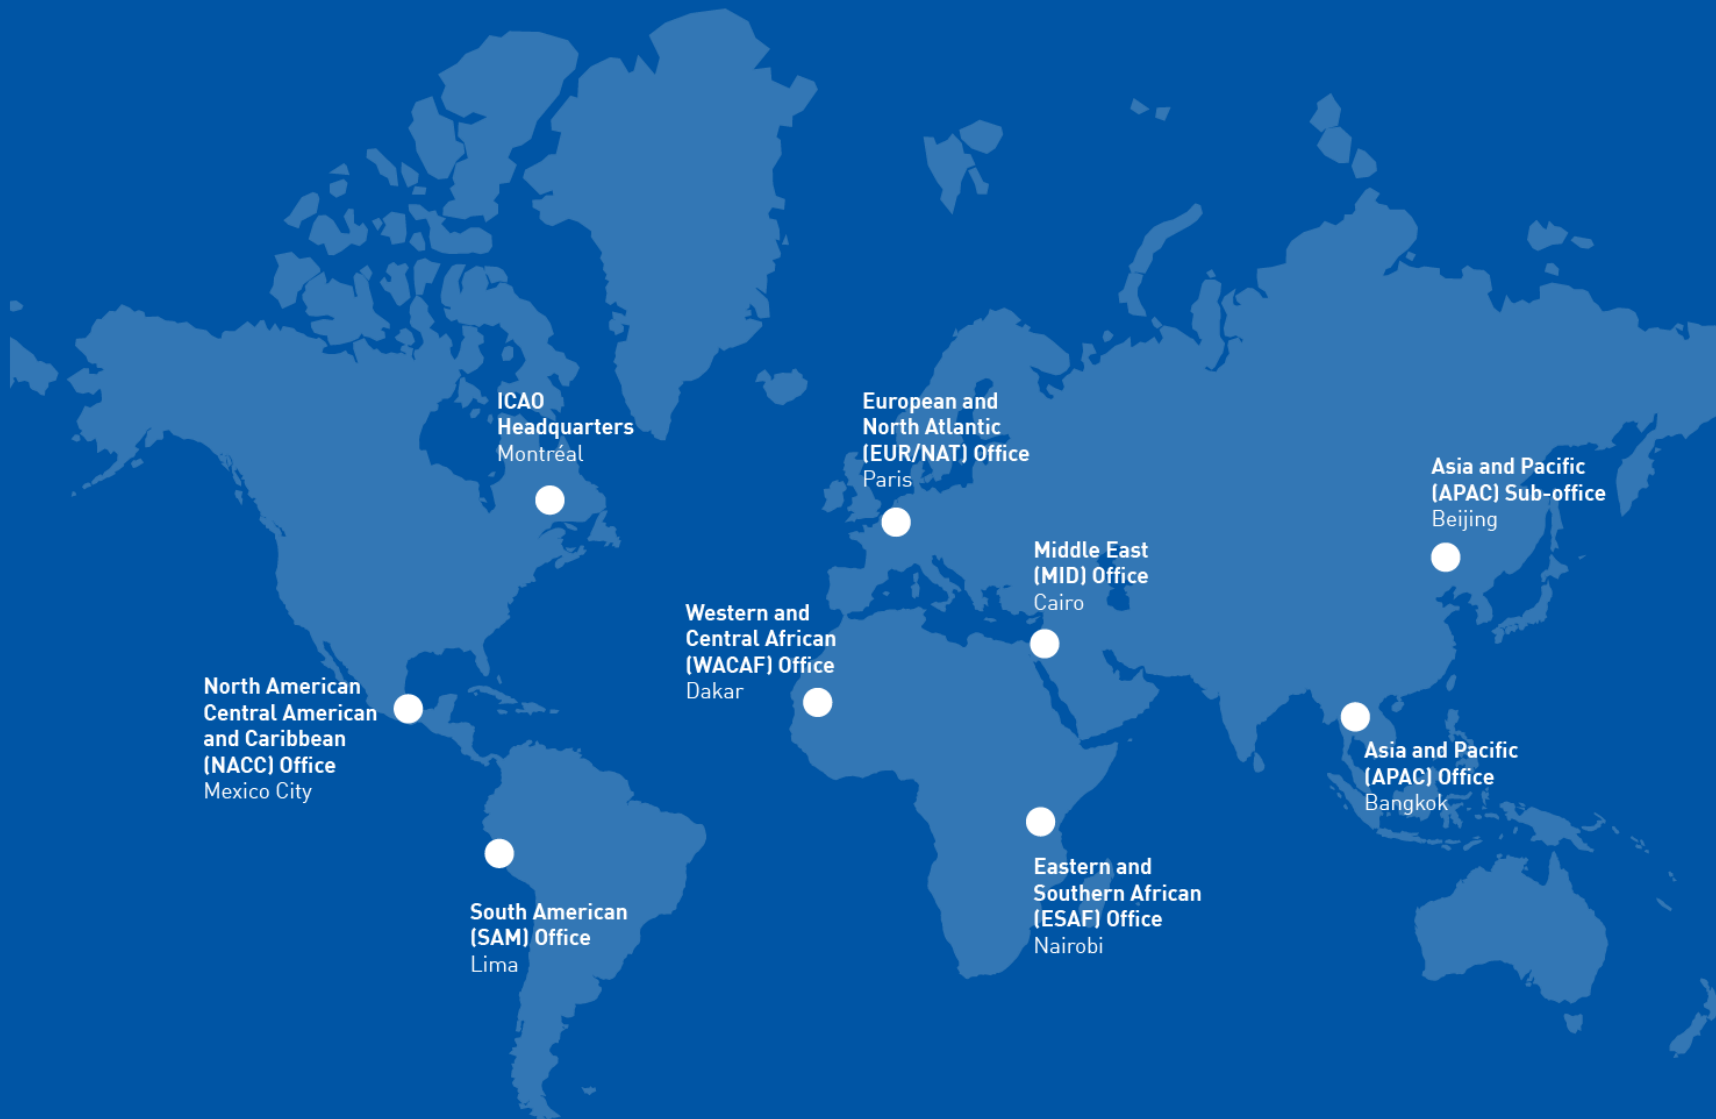 ICAO
Headquarters
Montréal
European and
North Atlantic
(EUR/NAT) Office
Paris
Asia and Pacific
(APAC) Sub-office
Beijing
Middle East
(MID) Office
Cairo
Western and
Central African
(WACAF) Office
Dakar
North American
Central American
and Caribbean
(NACC) Office
Mexico City
Asia and Pacific
(APAC) Office
Bangkok
Eastern and
Southern African
(ESAF) Office
Nairobi
South American
(SAM) Office
Lima